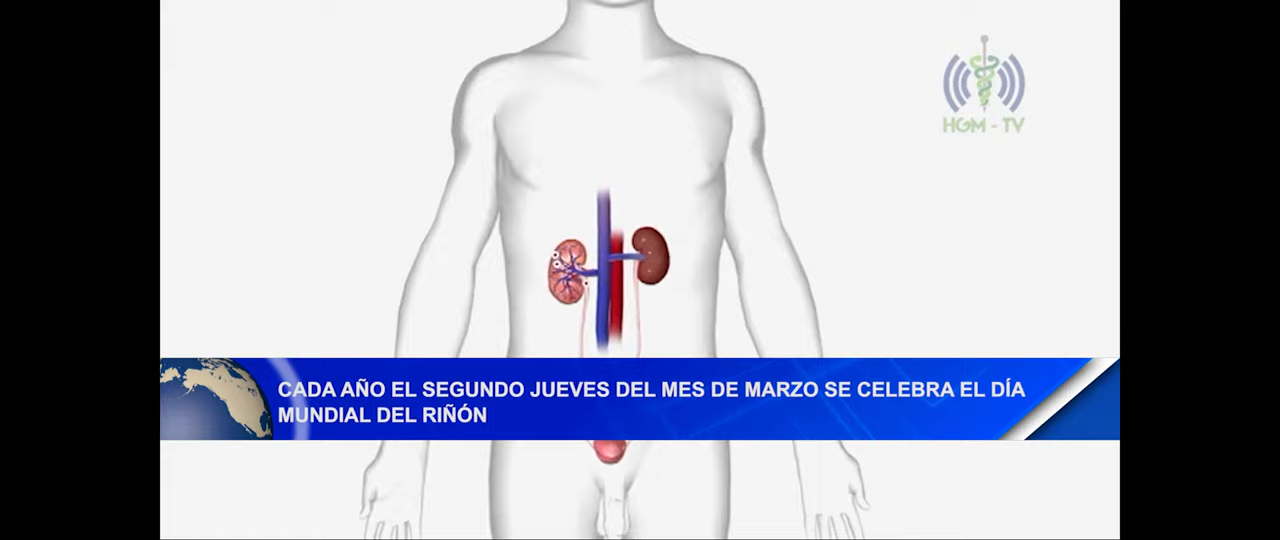 HGM - TV
CADA AÑO EL SEGUNDO JUEVES DEL MES DE MARZO SE CELEBRA EL DÍA
MUNDIAL DEL RIÑÓN